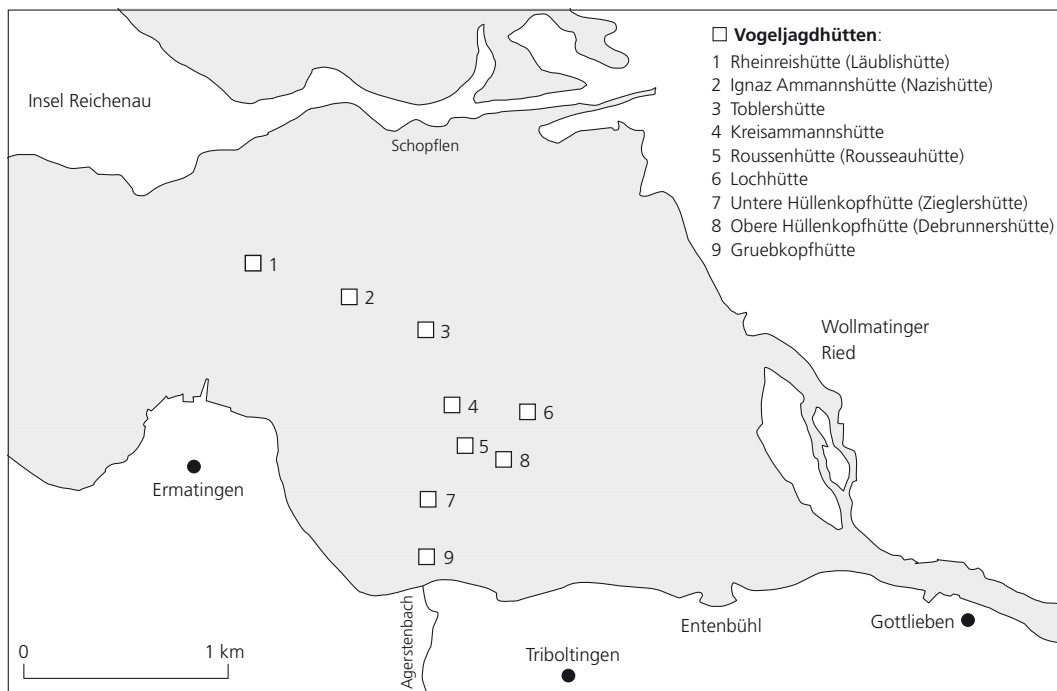 Vogeljagdhütten:
1 Rheinreishütte (Läublishütte)
2 Ignaz Ammannshütte (Nazishütte)
3 Toblershütte
4 Kreisammannshütte
5 Roussenhütte (Rousseauhütte)
6 Lochhütte
7 Untere Hüllenkopfhütte (Zieglershütte)
8 Obere Hüllenkopfhütte (Debrunnershütte)
9 Gruebkopfhütte
Insel Reichenau
Schopflen
1
2
3
Wollmatinger
Ried
4
6
5
8
Ermatingen
7
9
Agerstenbach
Entenbühl
Gottlieben
Triboltingen
0 1 km